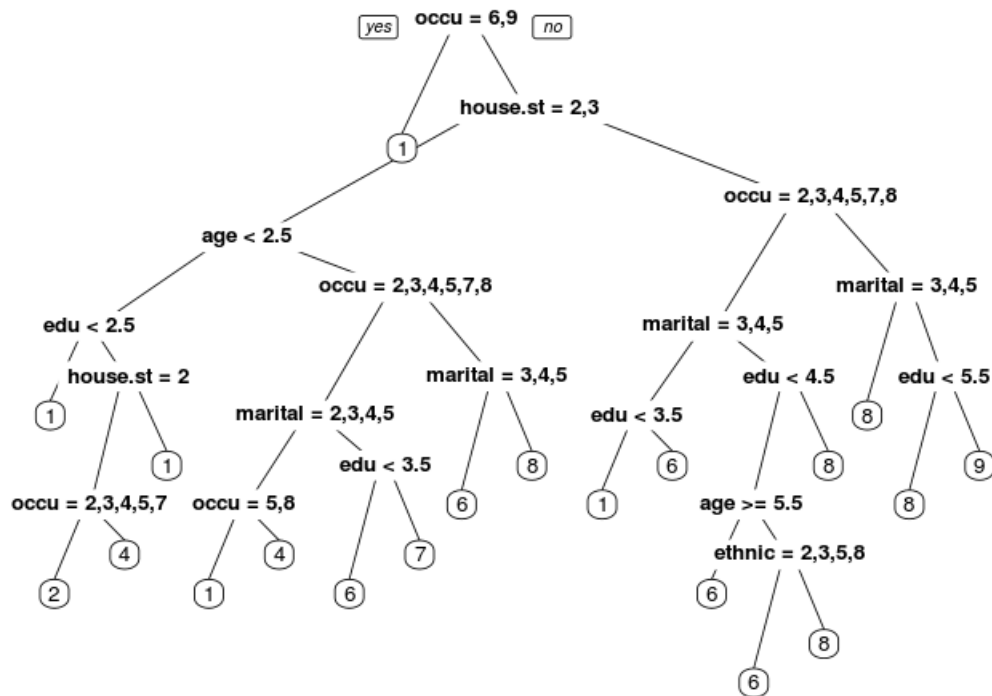 yes occu = 6,9 no
house.st = 2,3
1
occu = 2,3,4,5,7,8
age < 2.5
occu = 2,3,4,5,7,8 marital = 3,4,5
edu < 2.5 marital = 3,4,5
house.st = 2 marital = 3,4,5 edu < 4.5 edu < 5.5
1 marital = 2,3,4,5 edu < 3.5 8
1 edu < 3.5 8 6 8 9
occu = 2,3,4,5,7 occu = 5,8 6 1 age >= 5.5 8
4 4 7 ethnic = 2,3,5,8
2 1 6 6
8
6